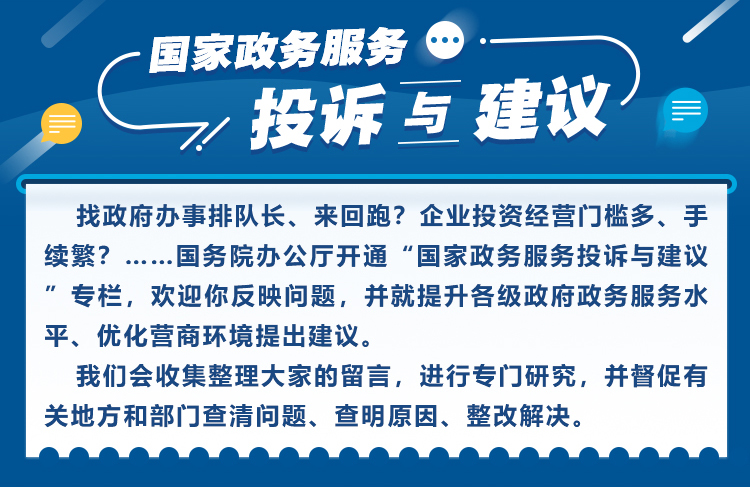 国家政务服务
投诉与建议
找政府办事排队长、来回跑？企业投资经营门槛多、手
续繁？……国务院办公厅开通“国家政务服务投诉与建议
”专栏，欢迎你反映问题，并就提升各级政府政务服务水
平、优化营商环境提出建议。
我们会收集整理大家的留言，进行专门研究，并督促有
关地方和部门查清问题、查明原因、整改解决。